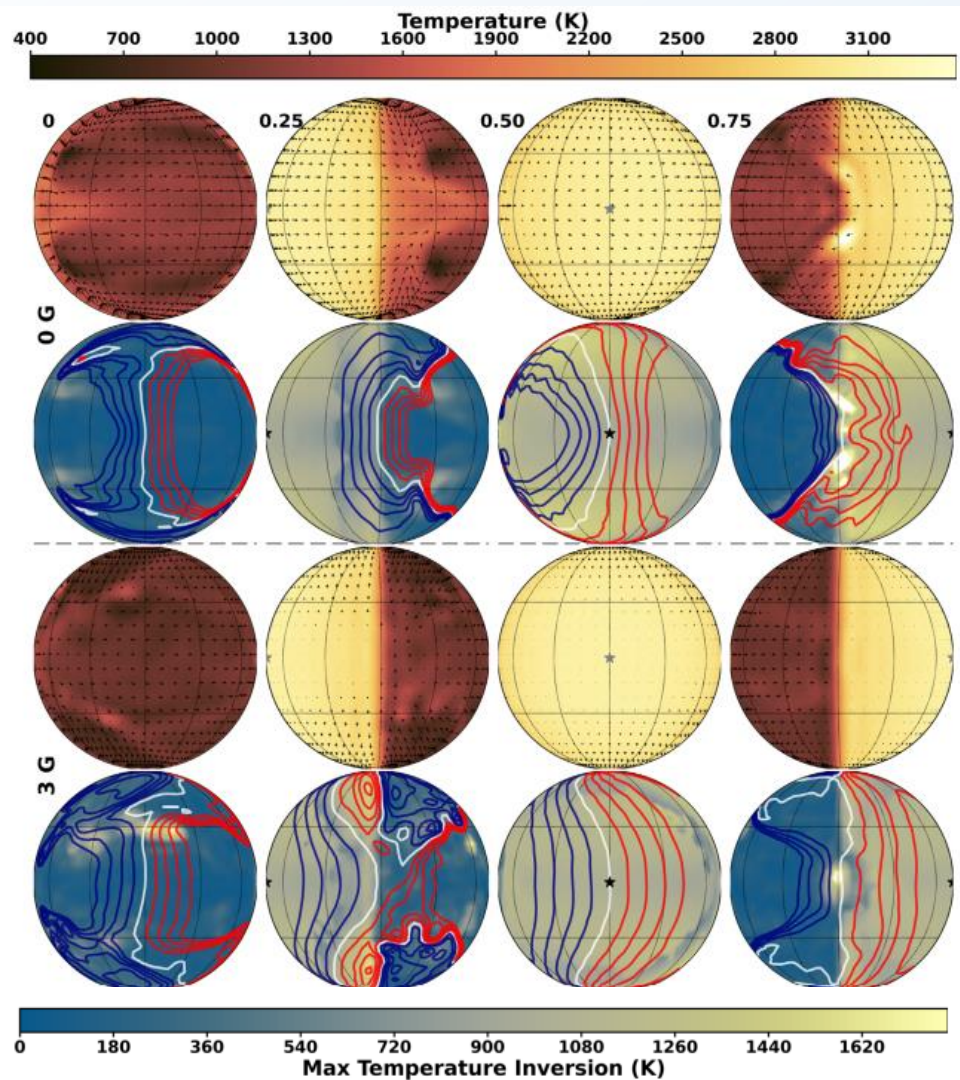 Temperature (K)
400 700 1000 1300 1600 1900 2200 2500 2800 3100
0 0.25 0.50 0.75
0 G
3 G
0 180 360 540 720 900 1080 1260 1440 1620
Max Temperature Inversion (K)